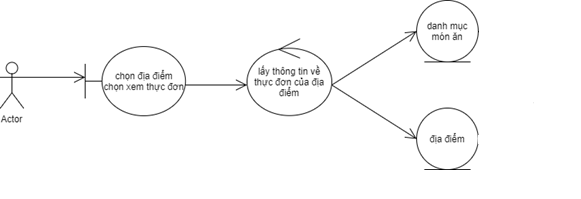 Actor
chọn địa điểm
chọn xem thực đơn
lấy thông tin về
thực đơn của địa
điểm
danh mục
món ăn
địa điểm